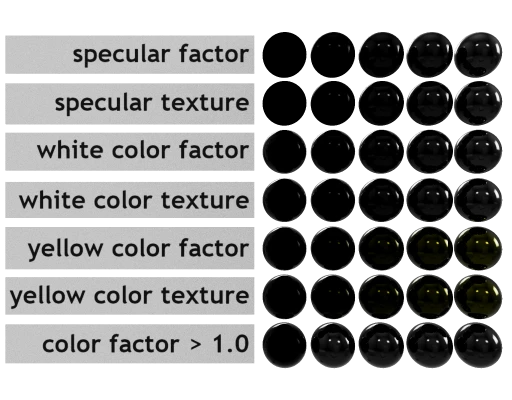 specular factor
specular texture
white color factor
white color texture
yellow color factor
yellow color texture
color factor > 1.0